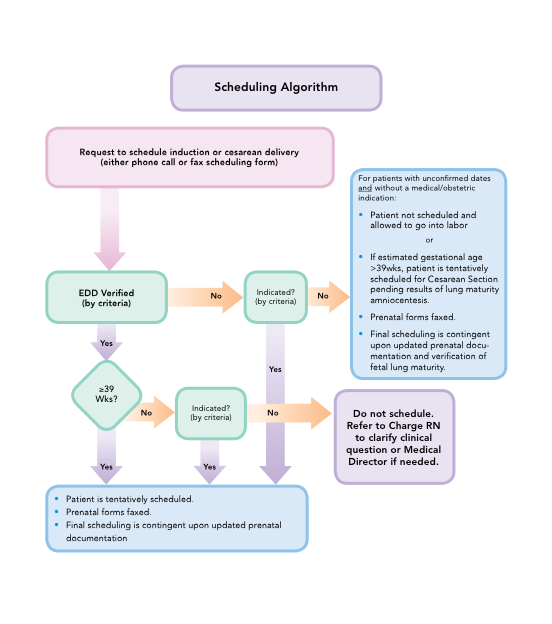 Scheduling Algorithm
Request to schedule induction or cesarean delivery
(either phone call or fax scheduling form)
For patients with unconfirmed dates
and without a medical/obstetric
indication:
• Patient not scheduled and
allowed to go into labor
or
• If estimated gestational age
>39wks, patient is tentatively
scheduled for Cesarean Section
pending results of lung maturity
amniocentesis.
• Prenatal forms faxed.
• Final scheduling is contingent
upon updated prenatal docu-
mentation and verification of
fetal lung maturity.
EDD Verified
(by criteria)
No
Indicated?
(by criteria)
No
Yes
Yes
≥39
Wks?
No
Indicated?
(by criteria)
No
Do not schedule.
Refer to Charge RN
to clarify clinical
question or Medical
Director if needed.
Yes
Yes
• Patient is tentatively scheduled.
• Prenatal forms faxed.
• Final scheduling is contingent upon updated prenatal
documentation